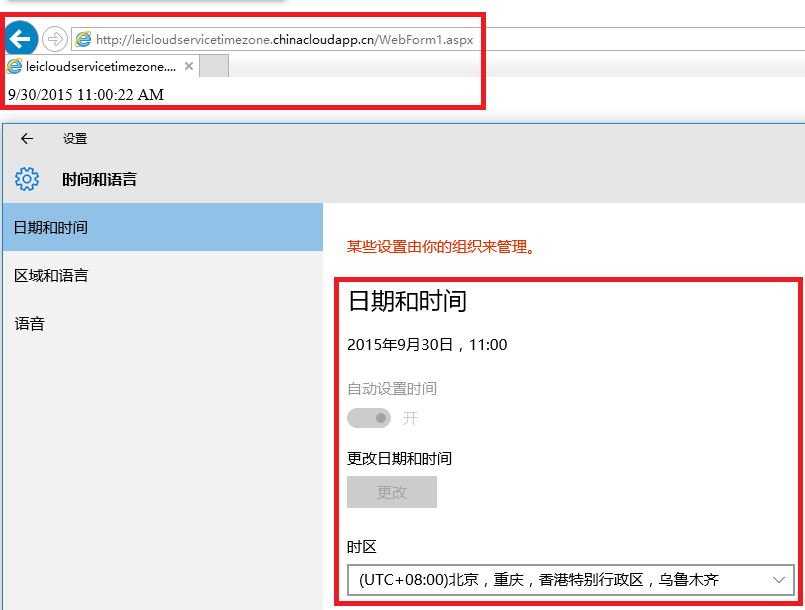 http://leicloudservicetimezone.chinacloudapp.cn/WebForm1.aspx
leicloudservicetimezone....
9/30/2015 11:00:22 AM
设置
时间和语言
日期和时间
区域和语言
语音
某些设置由你的组织来管理。
日期和时间
2015年9月30日，11:00
自动设置时间
开
更改日期和时间
更改
时区
(UTC+08:00)北京，重庆，香港特别行政区，乌鲁木齐